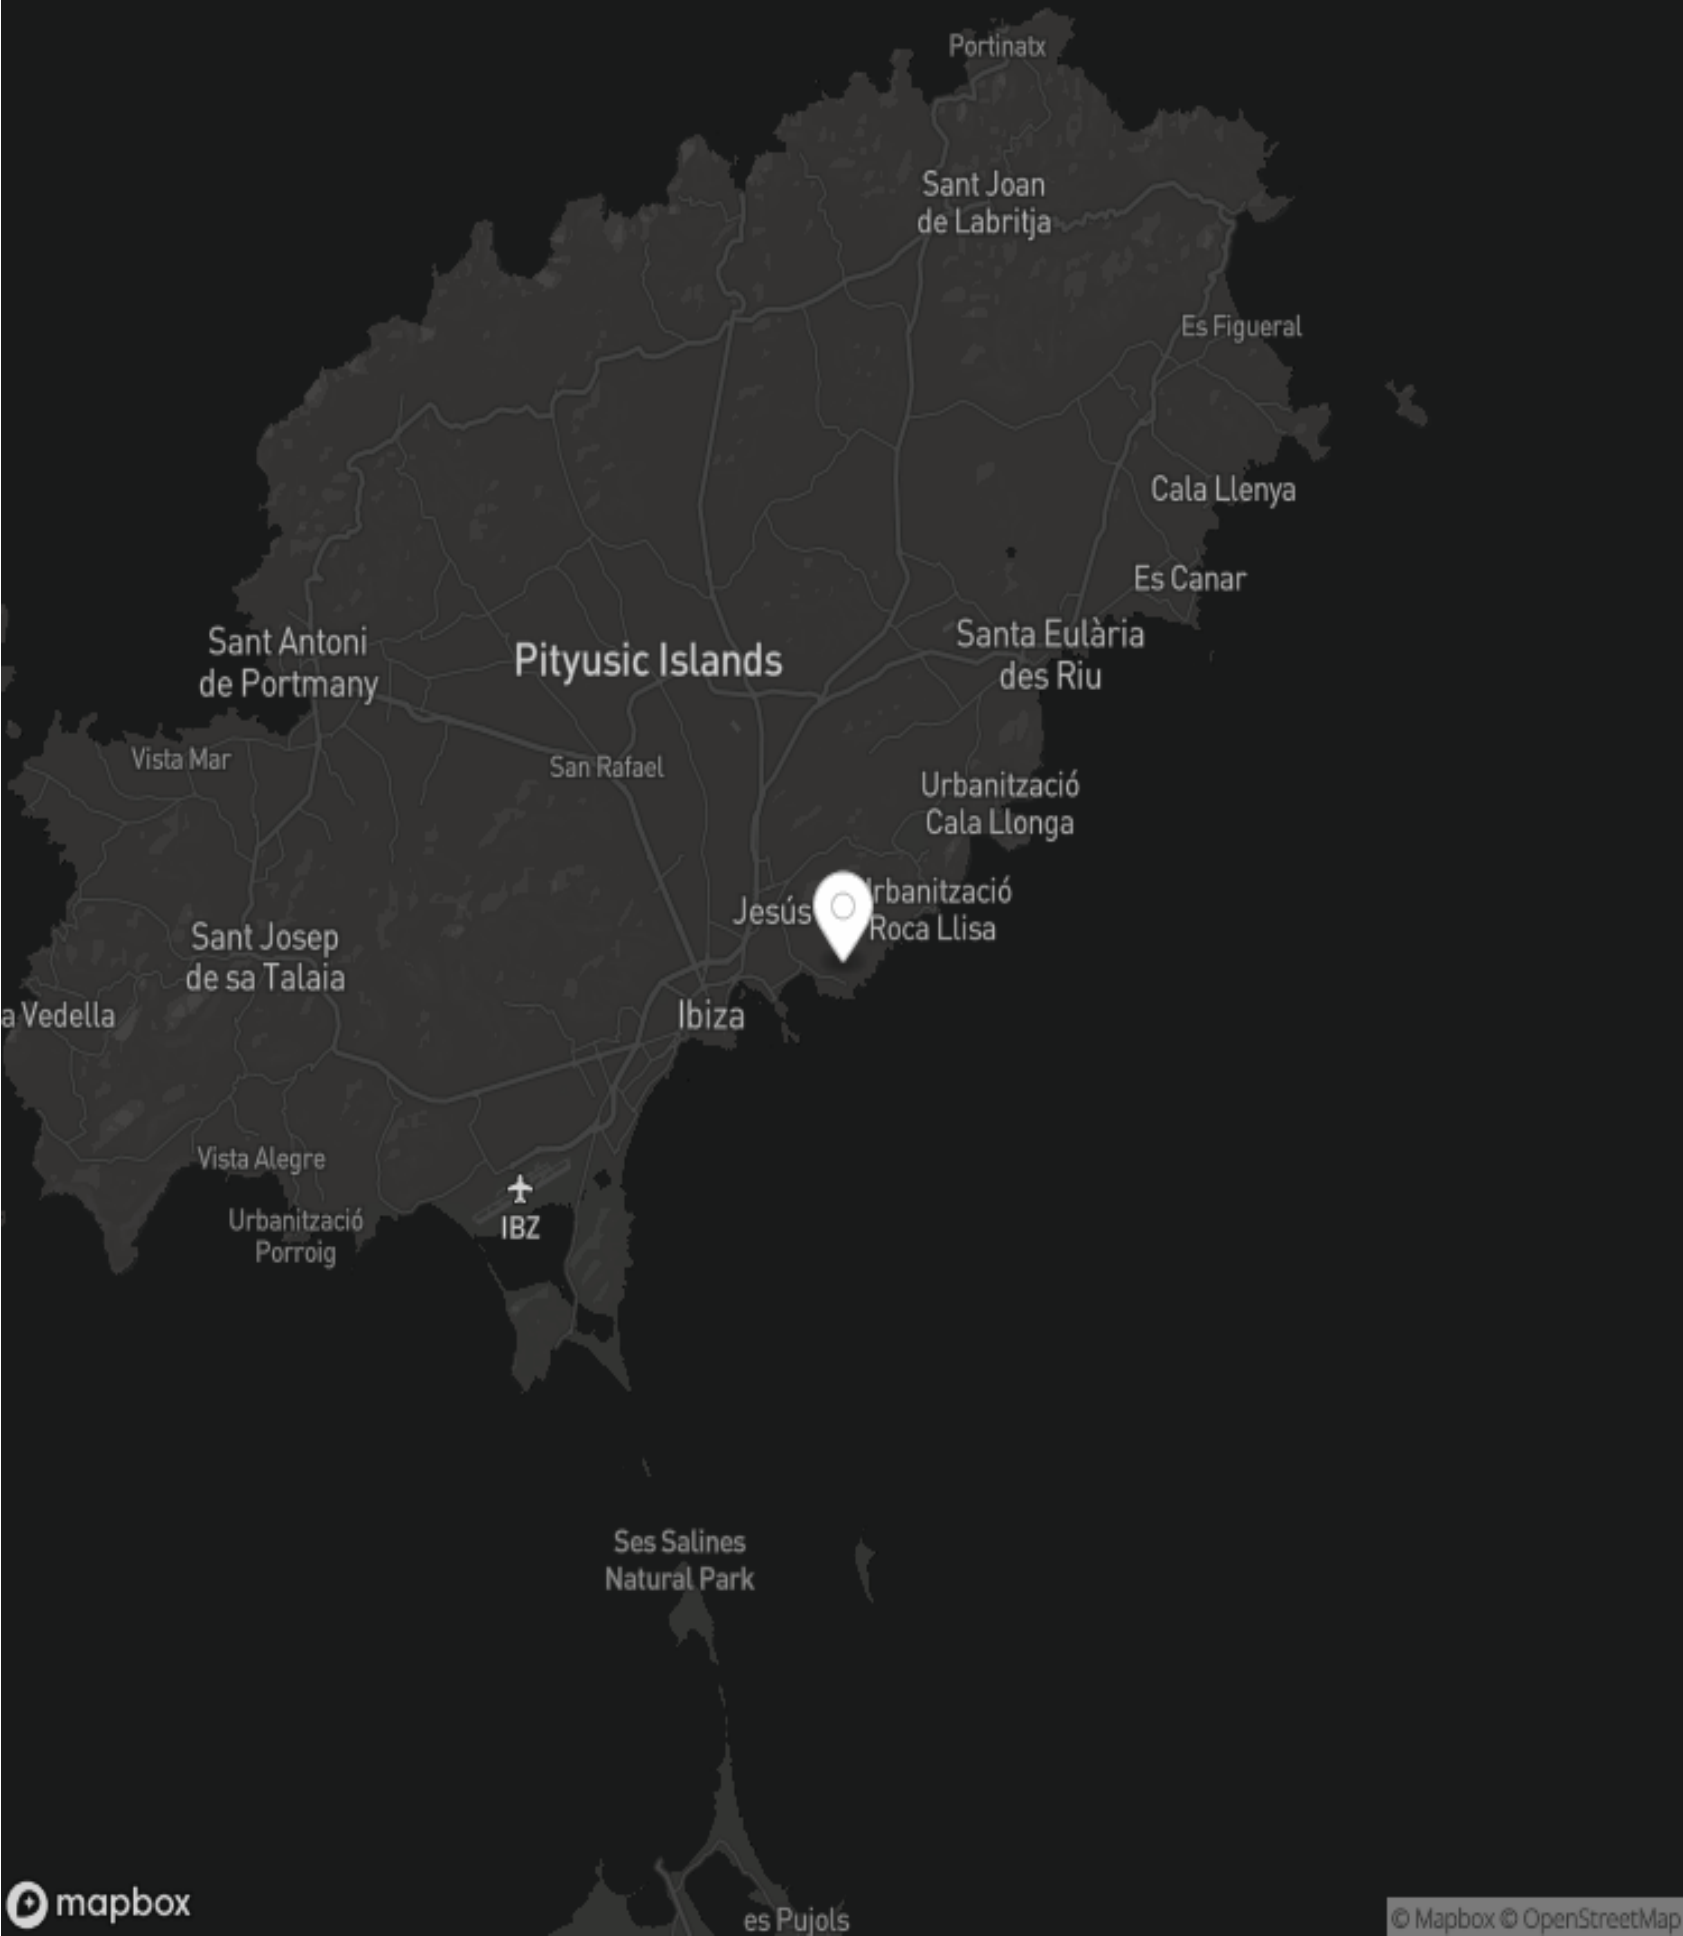 Portinatx
Sant Joan
de Labritja
Es Figueral
Cala Llenya
Es Canar
Sant Antoni
de Portmany
Pityusic Islands
Santa Eulària
des Riu
Vista Mar
San Rafael
Urbanització
Cala Llonga
Jesús
rbanització
Roca Llisa
Sant Josep
de sa Talaia
a Vedella
Ibiza
Vista Alegre
IBZ
Urbanització
Porroig
Ses Salines
Natural Park
es Pujols
mapbox
© Mapbox © OpenStreetMap